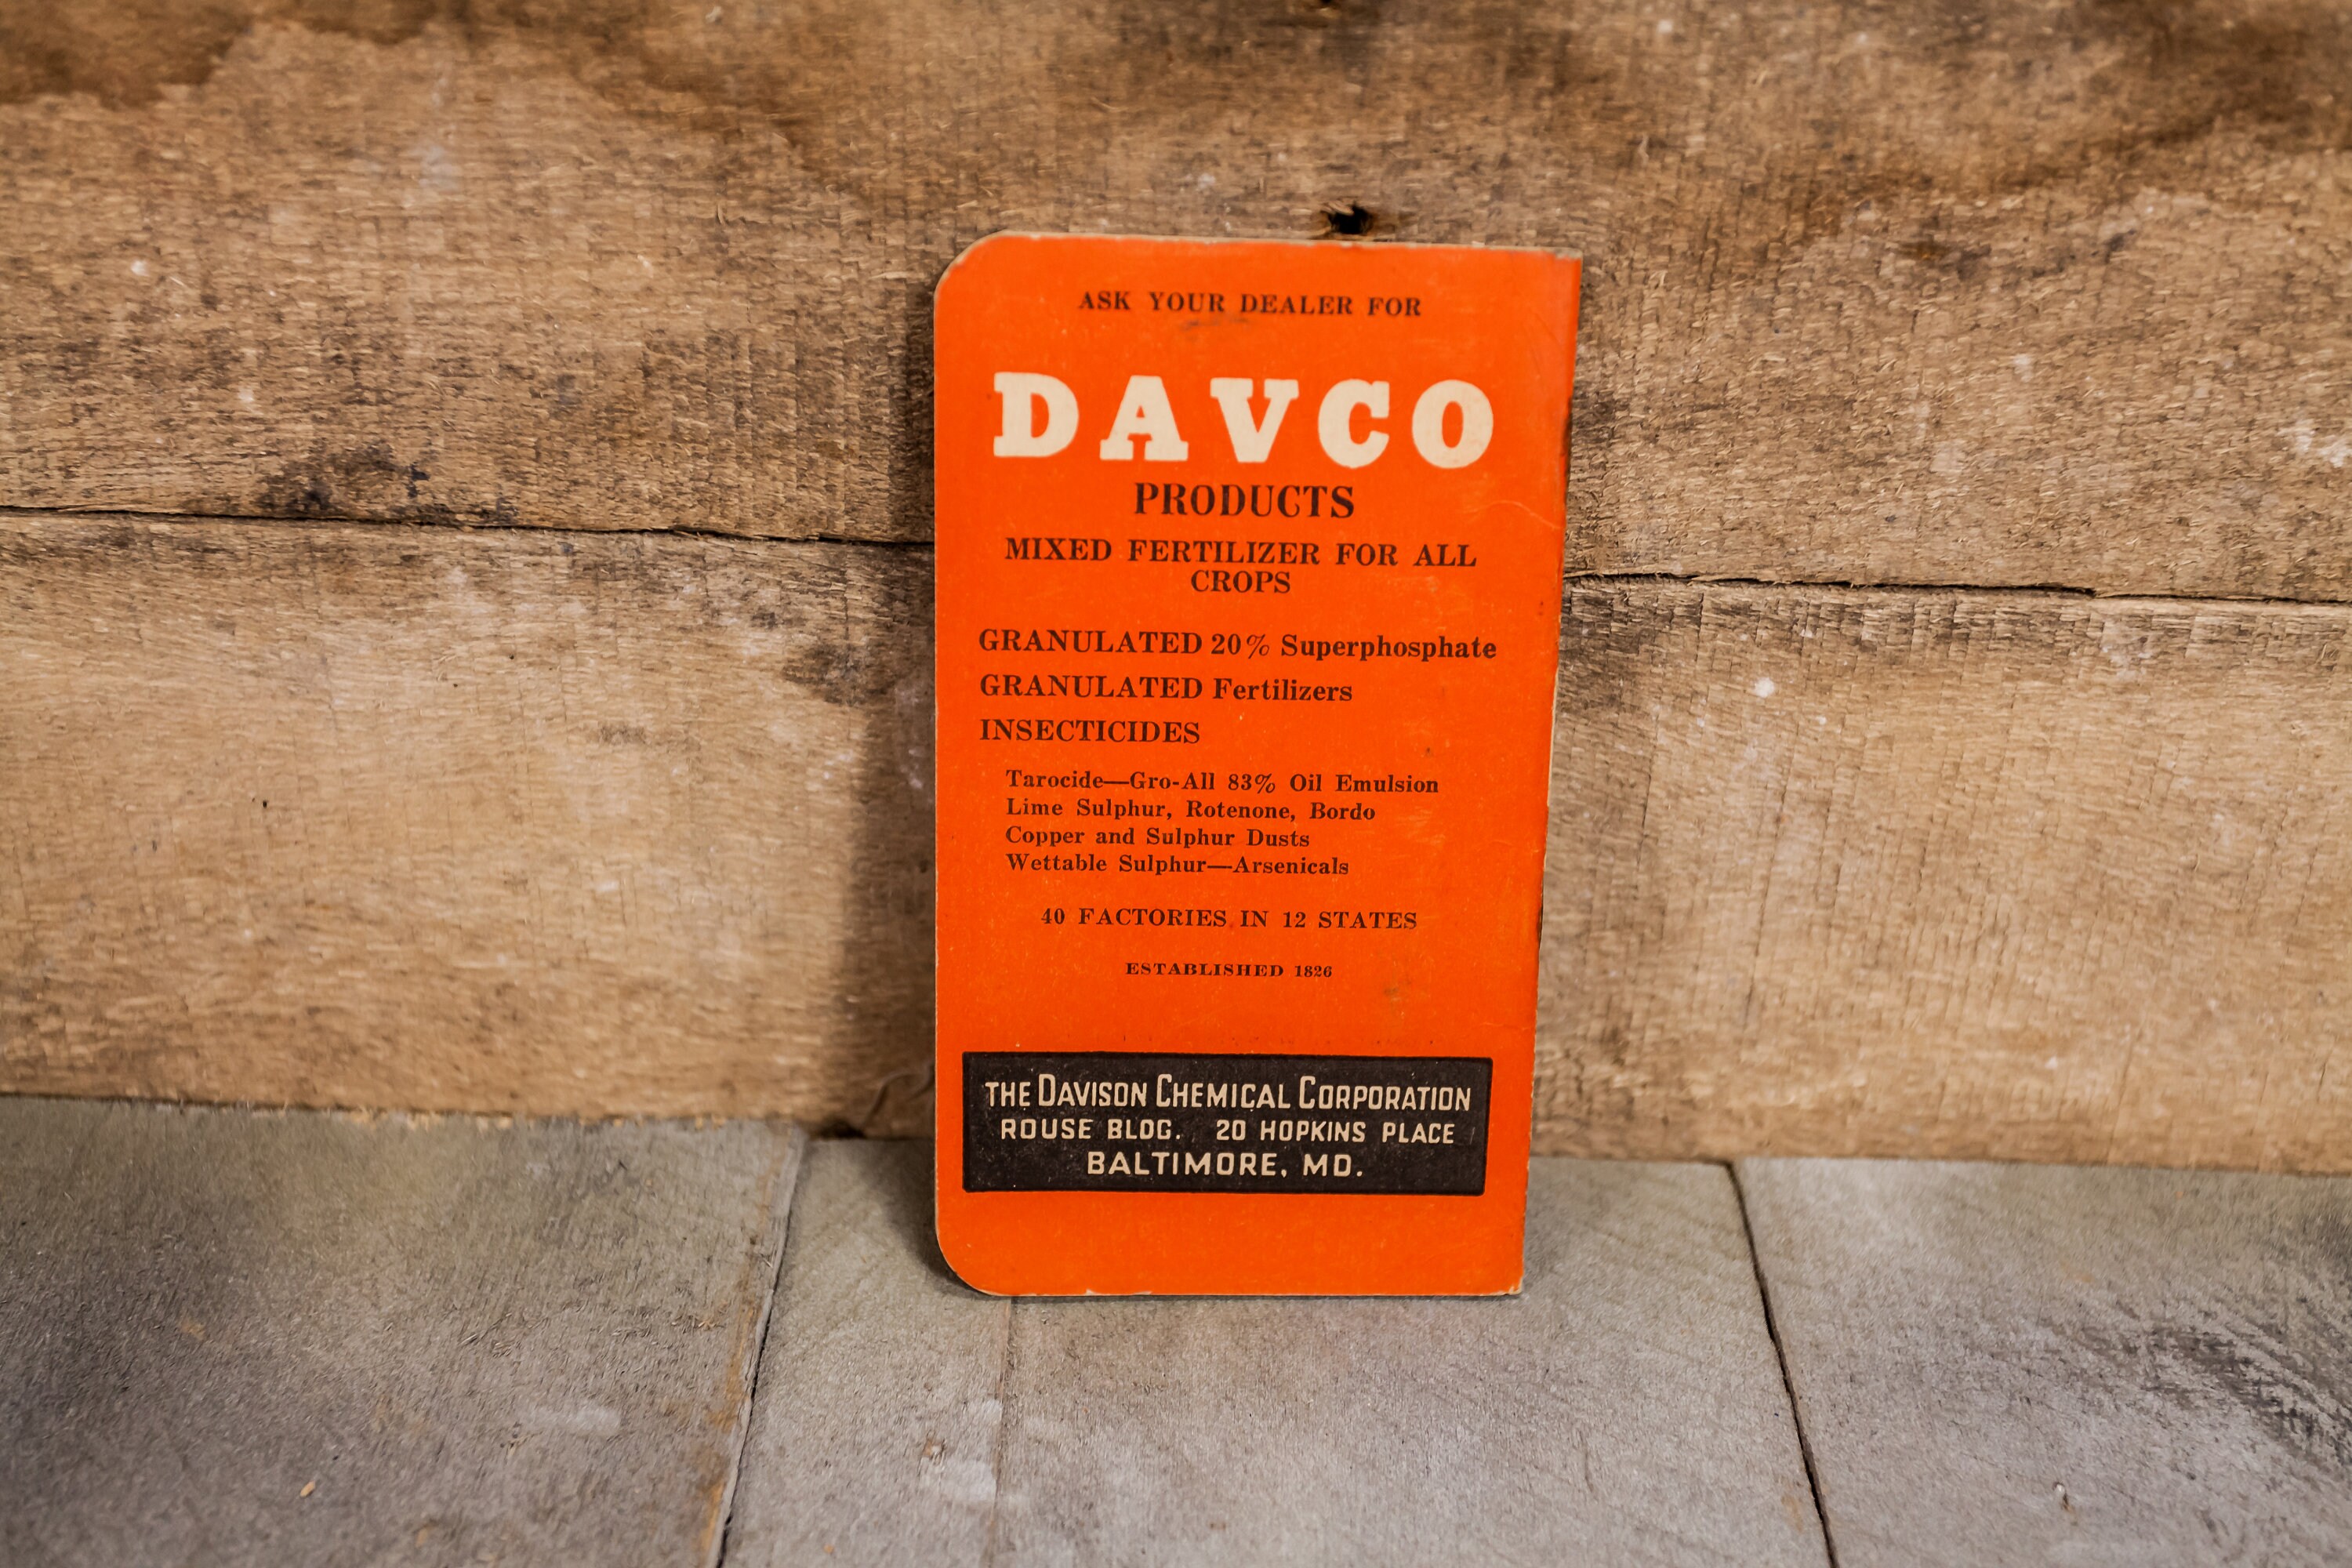 ASK YOUR DEALER FOR
DAVCO
PRODUCTS
MIXED FERTILIZER FOR ALL
CROPS
GRANULATED 20% Superphosphate
GRANULATED Fertilizers
INSECTICIDES
Tarocide—Gro-All 83% Oil Emulsion
Lime Sulphur, Rotenone, Bordo
Copper and Sulphur Dusts
Wettable Sulphur—Arsenicals
40 FACTORIES IN 12 STATES
ESTABLISHED 1826
THE DAVISON CHEMICAL CORPORATION
ROUSE BLDG. 20 HOPKINS PLACE
BALTIMORE, MD.